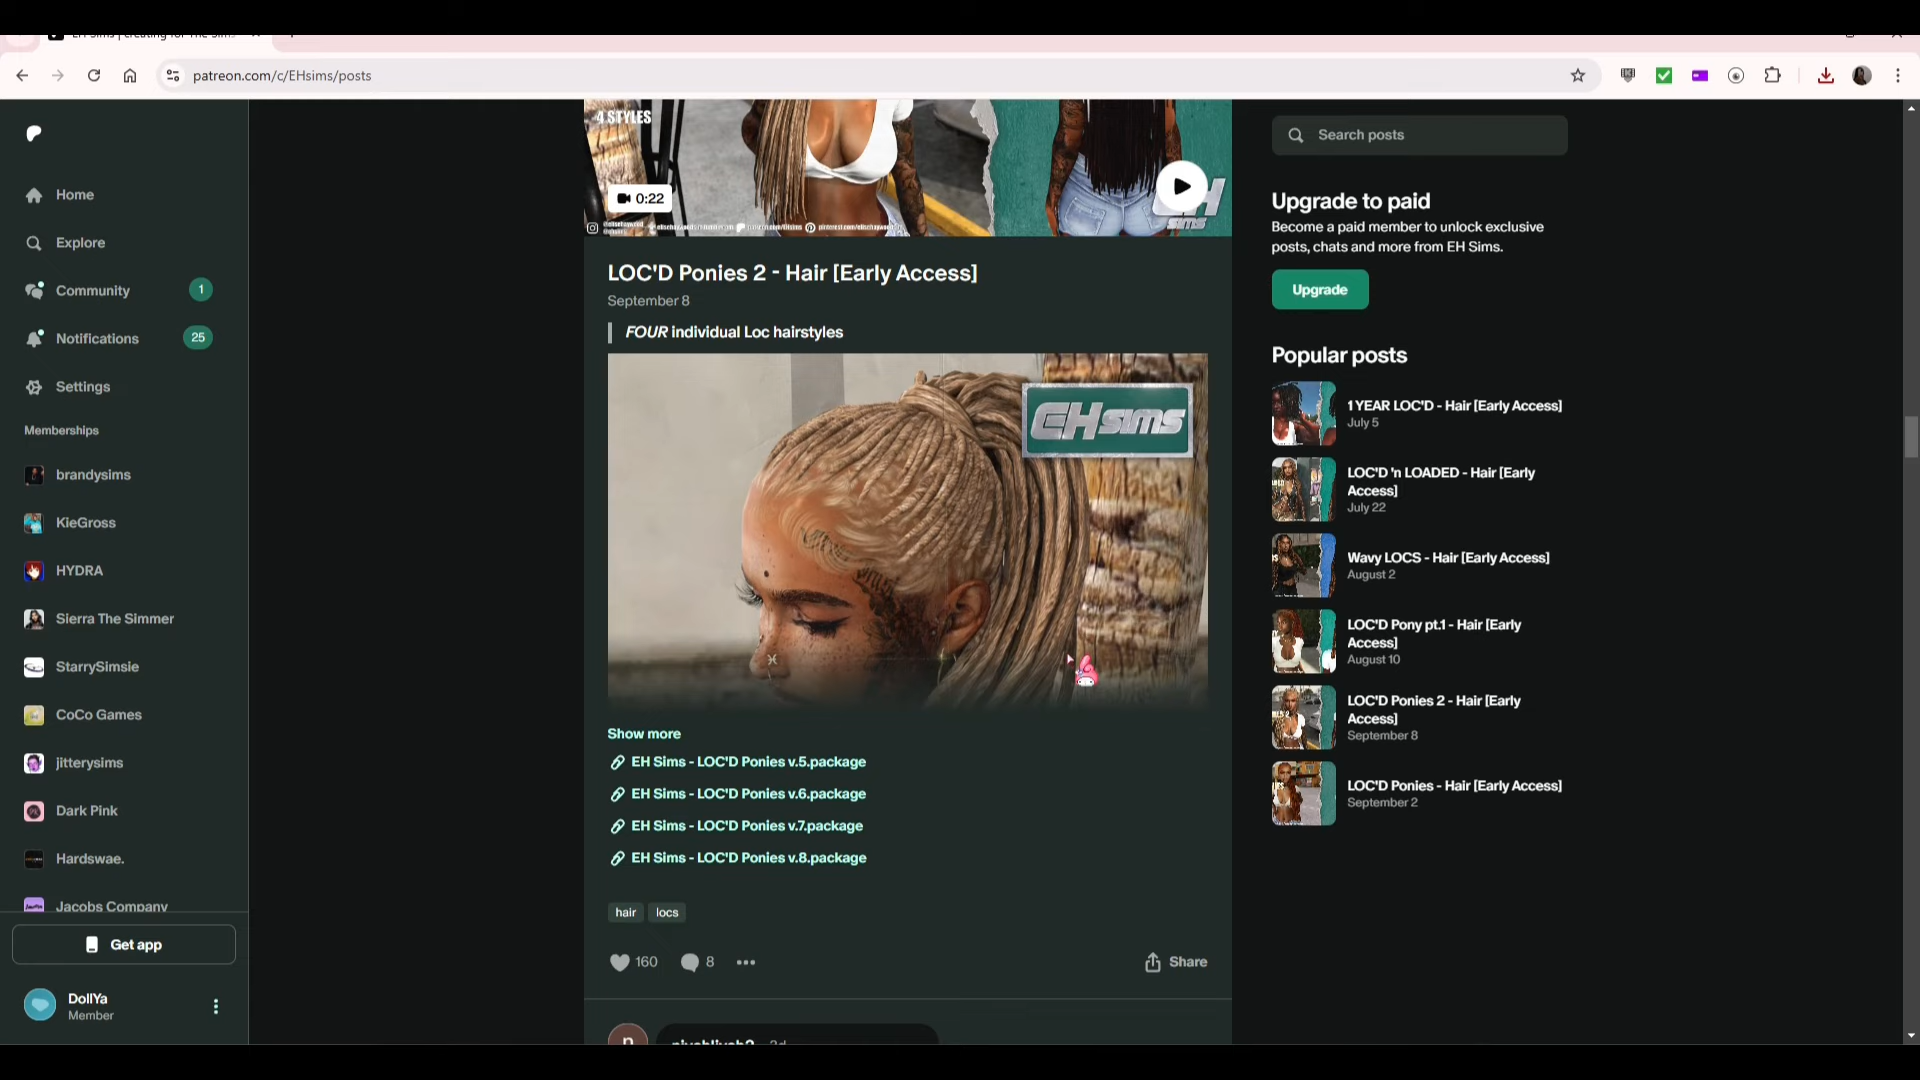 patreon.com/c/EHsims/posts
Home
Explore
Community
1
Notifications
25
Settings
Memberships
brandysims
KieGross
HYDRA
Sierra The Simmer
StarrySimsie
CoCo Games
jitterysims
Dark Pink
Hardswae.
Jacobs Company
Get app
DollYa
Member
4 STYLES
0:22
EH
SIMS
LOC'D Ponies 2 - Hair [Early Access]
September 8
FOUR individual Loc hairstyles
EHsims
Show more
EH Sims - LOC'D Ponies v.5.package
EH Sims - LOC'D Ponies v.6.package
EH Sims - LOC'D Ponies v.7.package
EH Sims - LOC'D Ponies v.8.package
hair
locs
160
8
Share
Search posts
Upgrade to paid
Become a paid member to unlock exclusive
posts, chats and more from EH Sims.
Upgrade
Popular posts
1 YEAR LOC'D - Hair [Early Access]
July 5
LOC'D 'n LOADED - Hair [Early
Access]
July 22
Wavy LOCS - Hair [Early Access]
August 2
LOC'D Pony pt.1 - Hair [Early
Access]
August 10
LOC'D Ponies 2 - Hair [Early
Access]
September 8
LOC'D Ponies - Hair [Early Access]
September 2